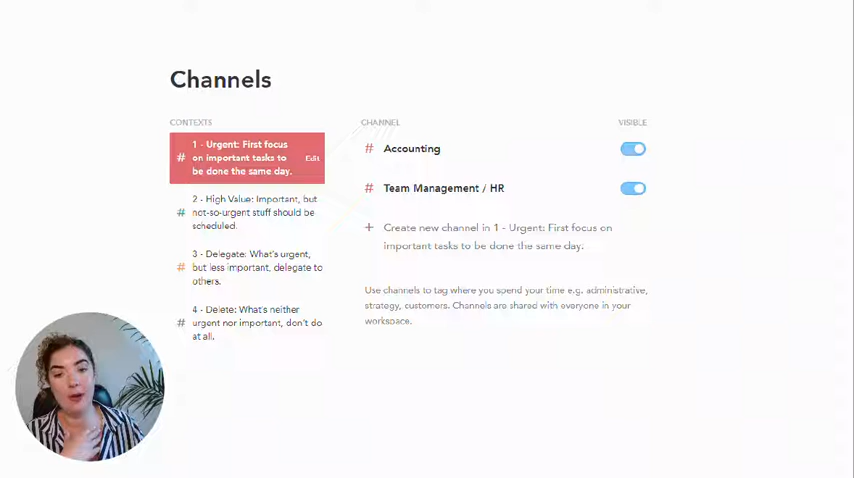 Channels
CONTEXTS
# 1 - Urgent: First focus
on important tasks to
be done the same day.
Edit
# 2 - High Value: Important, but
not-so-urgent stuff should be
scheduled.
# 3 - Delegate: What's urgent,
but less important, delegate to
others.
# 4 - Delete: What's neither
urgent nor important, don't do
at all.
CHANNEL
VISIBLE
# Accounting
# Team Management / HR
+ Create new channel in 1 - Urgent: First focus on
important tasks to be done the same day.
Use channels to tag where you spend your time e.g. administrative,
strategy, customers. Channels are shared with everyone in your
workspace.